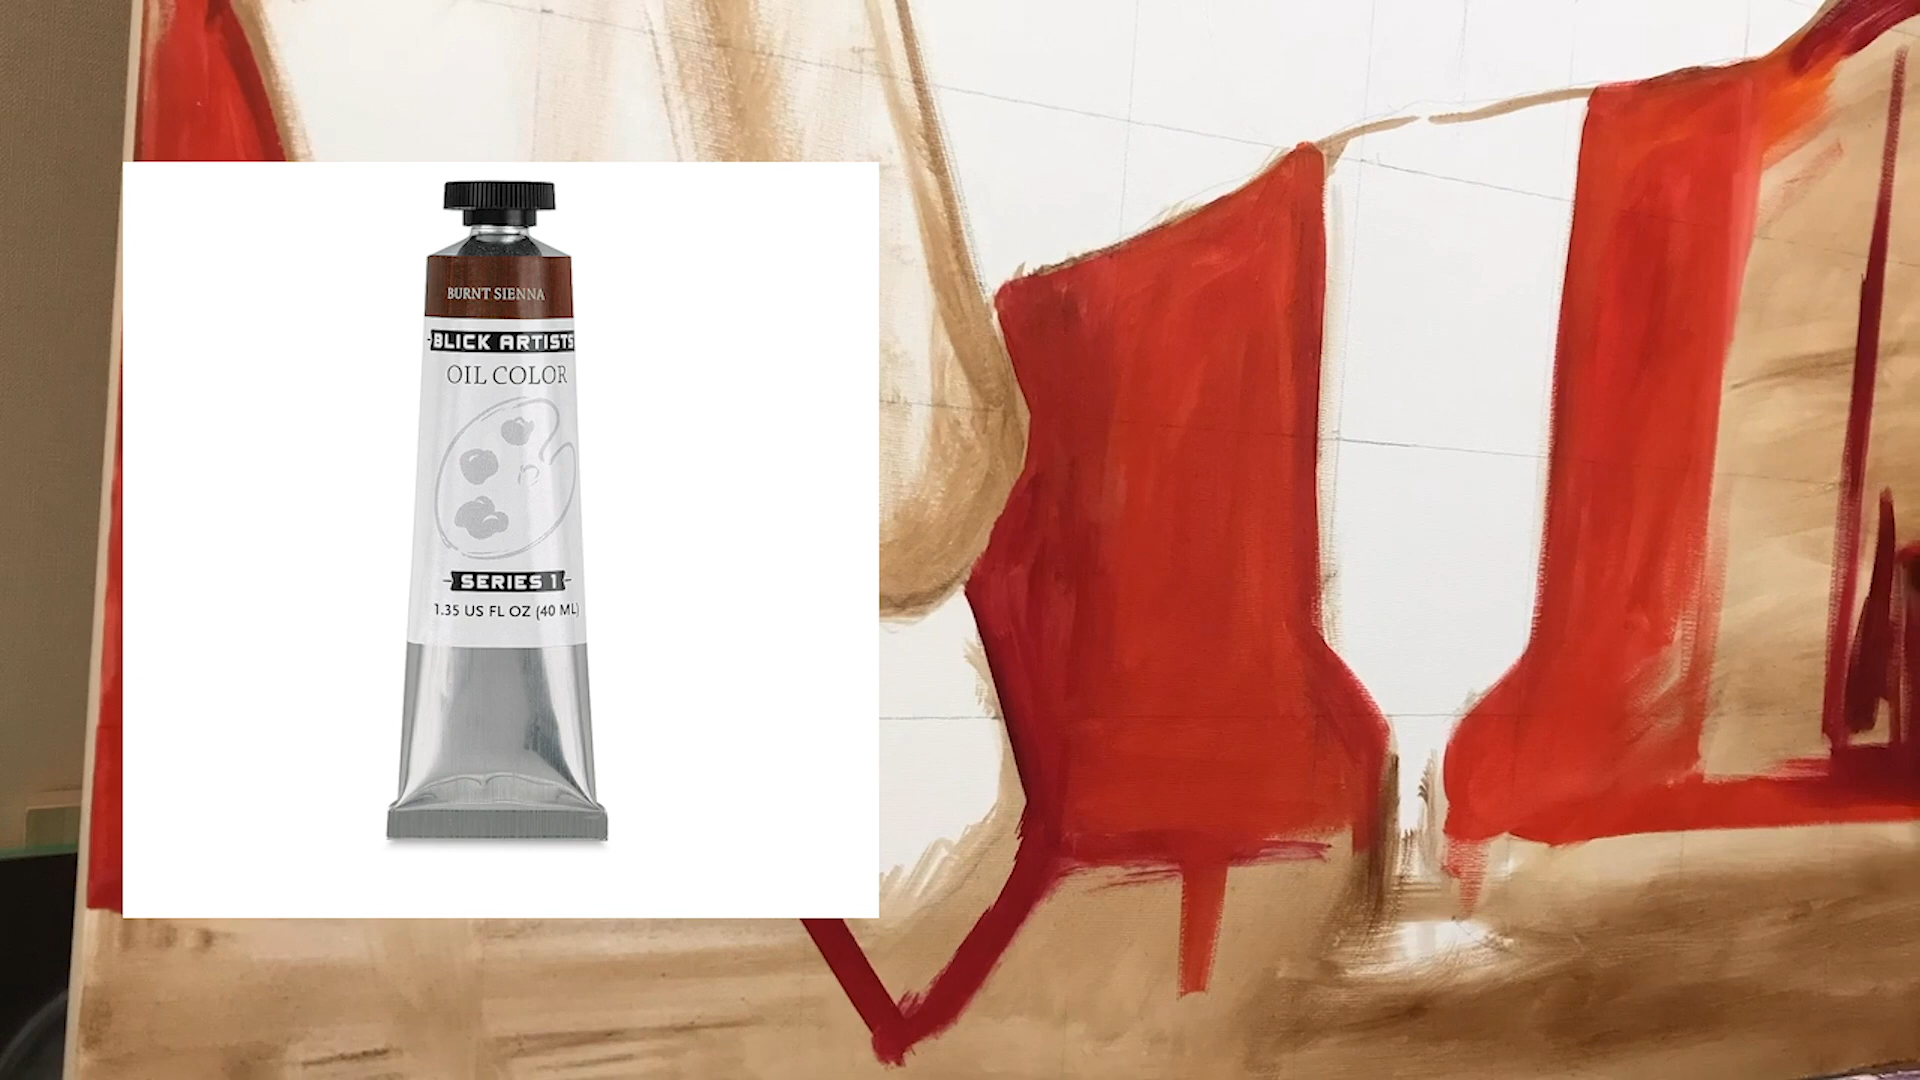 BURNT SIENNA
BLICK ARTISTS
OIL COLOR
SERIES 1
1.35 US FL OZ (40 ML)